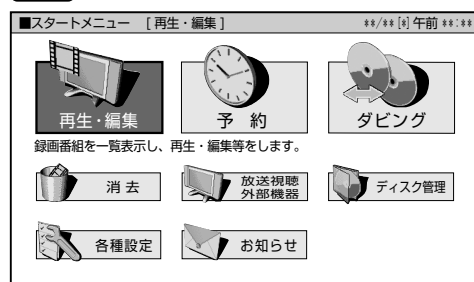 ■スタートメニュー　[ 再生・編集 ]　**/** [*] 午前 **:**
再生・編集　予 約　ダビング
録画番組を一覧表示し、再生・編集等をします。
消 去　放送視聴 外部機器　ディスク管理
各種設定　お知らせ